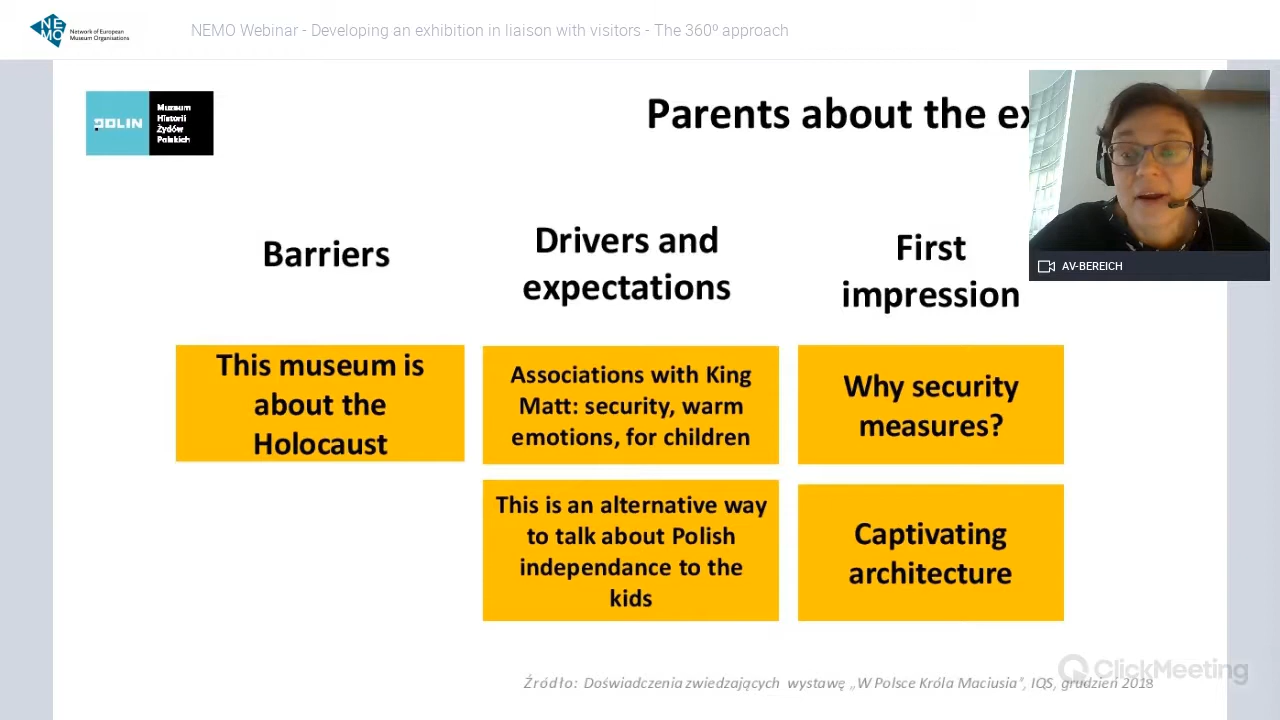 NE
MO
Network of European
Museum Organisations
NEMO Webinar - Developing an exhibition in liaison with visitors - The 360º approach
POLIN
Muzeum
Historii
Żydów
Polskich
Parents about the ex
AV-BEREICH
Barriers
Drivers and
expectations
First
impression
This museum is
about the
Holocaust
Associations with King
Matt: security, warm
emotions, for children
Why security
measures?
This is an alternative way
to talk about Polish
independance to the
kids
Captivating
architecture
ClickMeeting
Źródło: Doświadczenia zwiedzających wystawę „W Polsce Króla Maciusia", IQS, grudzień 2018